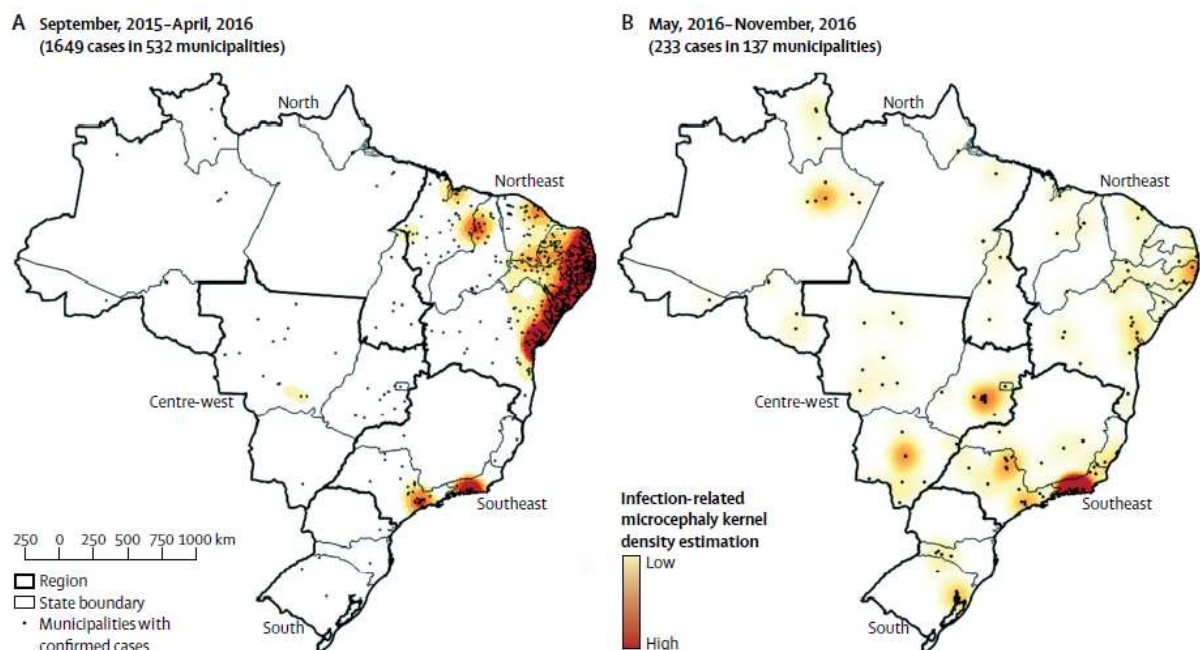 A September, 2015–April, 2016
(1649 cases in 532 municipalities)
North
Northeast
Centre-west
Southeast
South
250 0 250 500 750 1000 km
Region
State boundary
Municipalities with
confirmed cases
B May, 2016–November, 2016
(233 cases in 137 municipalities)
North
Northeast
Centre-west
Southeast
South
Infection-related
microcephaly kernel
density estimation
Low
High